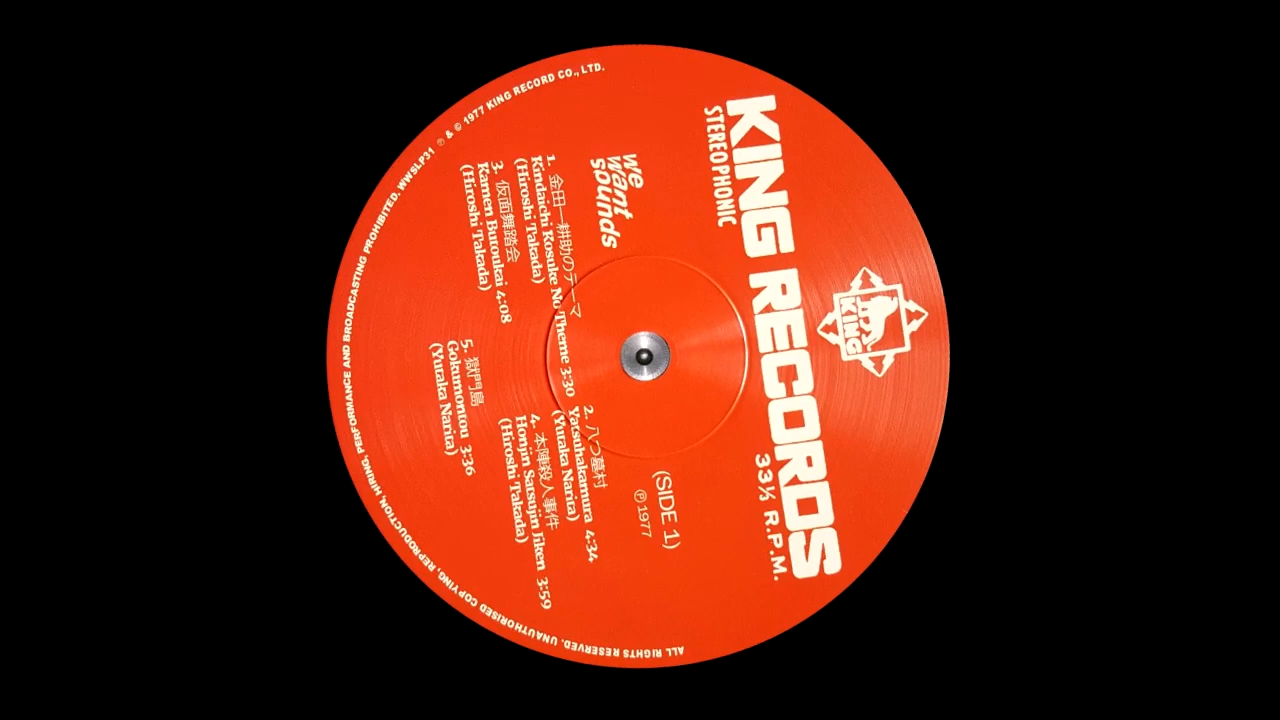 KING
KING RECORDS
STEREOPHONIC
33⅓ R.P.M.
we
want
sounds
(SIDE 1)
℗ 1977
1. 金田一耕助のテーマ
Kindaichi Kosuke No Theme 3:30
(Hiroshi Takada)
2. 八つ墓村
Yatsuhakamura 4:34
(Yutaka Narita)
3. 仮面舞踏会
Kamen Butoukai 4:08
(Hiroshi Takada)
4. 本陣殺人事件
Honjin Satsujin Jiken 3:59
(Hiroshi Takada)
5. 獄門島
Gokumontou 3:36
(Yutaka Narita)
ALL RIGHTS RESERVED. UNAUTHORISED COPYING, REPRODUCTION, HIRING, PERFORMANCE AND BROADCASTING PROHIBITED. WWSLP31 ℗ & © 1977 KING RECORD CO., LTD.